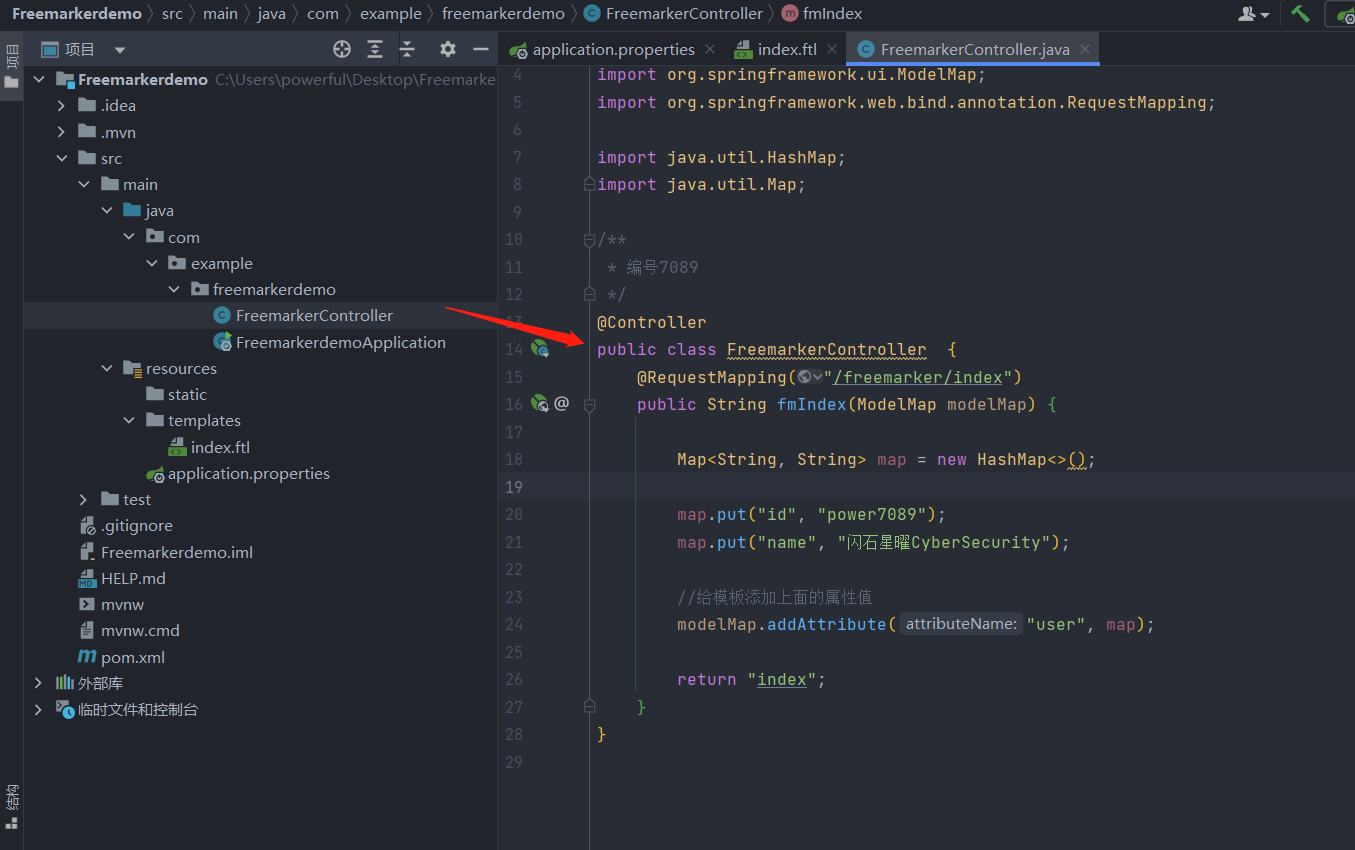 Freemarkerdemo src main java com example freemarkerdemo FreemarkerController fmIndex
项目
项目
application.properties index.ftl FreemarkerController.java
Freemarkerdemo C:\Users\powerful\Desktop\Freemarke
.idea
.mvn
src
main
java
com
example
freemarkerdemo
FreemarkerController
FreemarkerdemoApplication
resources
static
templates
index.ftl
application.properties
test
.gitignore
Freemarkerdemo.iml
HELP.md
mvnw
mvnw.cmd
pom.xml
外部库
临时文件和控制台
结构
4 import org.springframework.ui.ModelMap;
5 import org.springframework.web.bind.annotation.RequestMapping;
6
7 import java.util.HashMap;
8 import java.util.Map;
9
10 /**
11 * 编号7089
12 */
13 @Controller
14 public class FreemarkerController {
15 @RequestMapping("/freemarker/index")
16 @ public String fmIndex(ModelMap modelMap) {
17
18 Map<String, String> map = new HashMap<>();
19
20 map.put("id", "power7089");
21 map.put("name", "闪石星曜CyberSecurity");
22
23 //给模板添加上面的属性值
24 modelMap.addAttribute( attributeName: "user", map);
25
26 return "index";
27 }
28 }
29